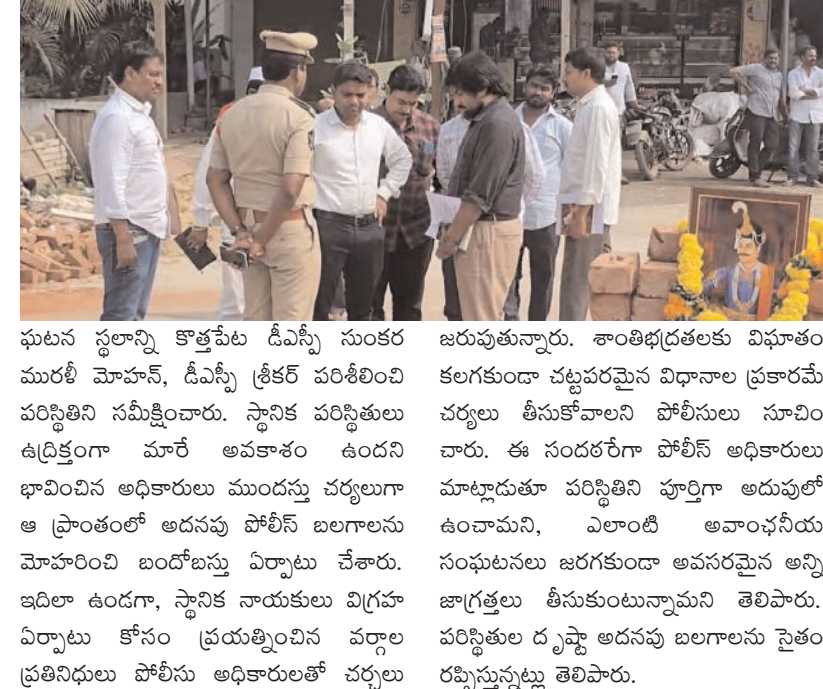 ఘటన స్థలాన్ని కొత్తపేట డీఎస్పీ సుంకర
మురళీ మోహన్, డీఎస్పీ శ్రీకర్ పరిశీలించి
పరిస్థితిని సమీక్షించారు. స్థానిక పరిస్థితులు
ఉద్రిక్తంగా మారే అవకాశం ఉందని
భావించిన అధికారులు ముందస్తు చర్యలుగా
ఆ ప్రాంతంలో అదనపు పోలీస్ బలగాలను
మోహరించి బందోబస్తు ఏర్పాటు చేశారు.
ఇదిలా ఉండగా, స్థానిక నాయకులు విగ్రహ
ఏర్పాటు కోసం ప్రయత్నించిన వర్గాల
ప్రతినిధులు పోలీసు అధికారులతో చర్చలు
జరుపుతున్నారు. శాంతిభద్రతలకు విఘాతం
కలగకుండా చట్టపరమైన విధానాల ప్రకారమే
చర్యలు తీసుకోవాలని పోలీసులు సూచిం
చారు. ఈ సందఠరేగా పోలీస్ అధికారులు
మాట్లాడుతూ పరిస్థితిని పూర్తిగా అదుపులో
ఉంచామని, ఎలాంటి అవాంఛనీయ
సంఘటనలు జరగకుండా అవసరమైన అన్ని
జాగ్రత్తలు తీసుకుంటున్నామని తెలిపారు.
పరిస్థితుల దృష్టా అదనపు బలగాలను సైతం
రప్పిస్తున్నట్లు తెలిపారు.